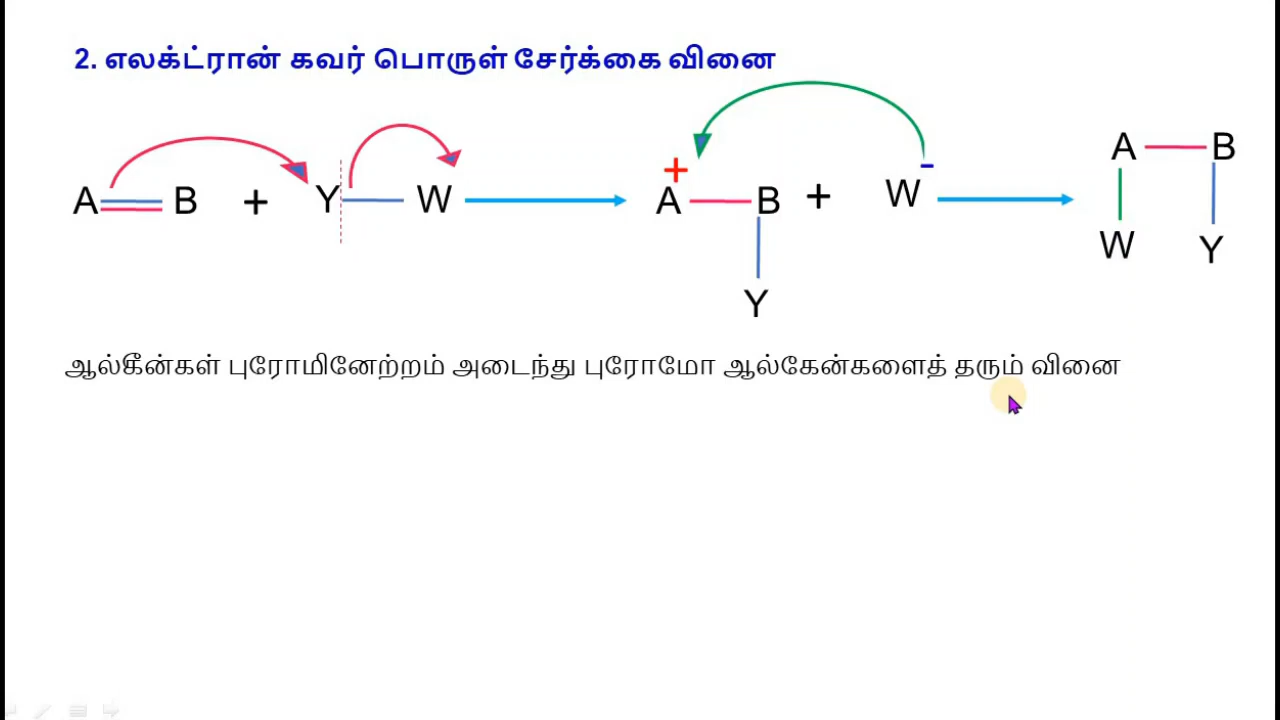 2. எலக்ட்ரான் கவர் பொருள் சேர்க்கை வினை
A B + Y W A + B + W - A B
Y W Y
ஆல்கீன்கள் புரோமினேற்றம் அடைந்து புரோமோ ஆல்கேன்களைத் தரும் வினை